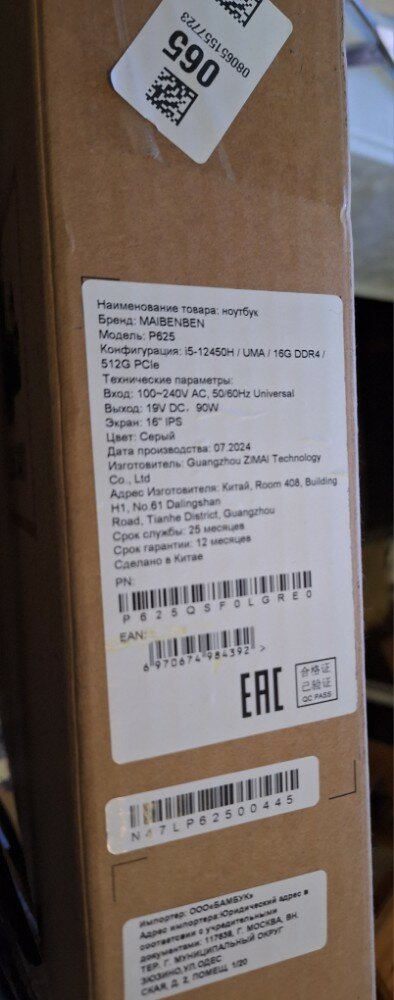 065
080651557723
Наименование товара: ноутбук
Бренд: MAIBENBEN
Модель: P625
Конфигурация: i5-12450H / UMA / 16G DDR4 /
512G PCIe
Технические параметры:
Вход: 100~240V AC, 50/60Hz Universal
Выход: 19V DC, 90W
Экран: 16" IPS
Цвет: Серый
Дата производства: 07.2024
Изготовитель: Guangzhou ZIMAI Technology
Co., Ltd
Адрес Изготовителя: Китай, Room 408, Building
H1, No.61 Dalingshan
Road, Tianhe District, Guangzhou
Срок службы: 25 месяцев
Срок гарантии: 12 месяцев
Сделано в Китае
PN:
P625QSF0LGRE0
EAN:
6 970674 984392 >
EAC
合格证
已验证
QC PASS
N47LP62500445
Импортер: ООО«БАМБУК»
Адрес импортера:Юридический адрес в
соответствии с учредительными
документами: 117638, Г. МОСКВА, ВН.
ТЕР. Г. МУНИЦИПАЛЬНЫЙ ОКРУГ
ЗЮЗИНО,УЛ.ОДЕС
СКАЯ, Д. 2, ПОМЕЩ. 1/20